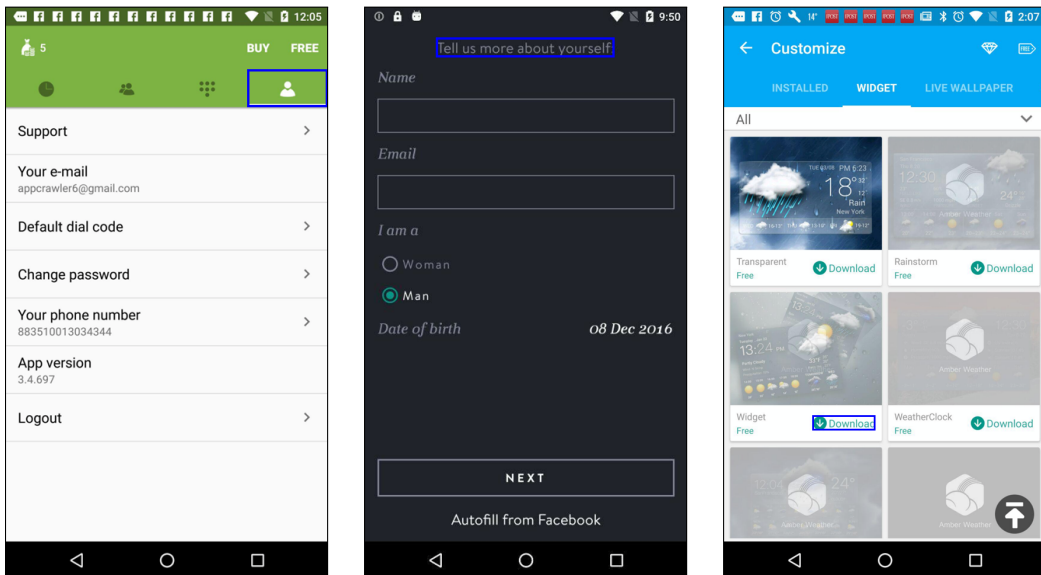 12:05
5
BUY FREE
Support
Your e-mail
appcrawler6@gmail.com
Default dial code
Change password
Your phone number
883510013034344
App version
3.4.697
Logout
9:50
Tell us more about yourself
Name
Email
I am a
Woman
Man
Date of birth 08 Dec 2016
NEXT
Autofill from Facebook
14° 2:07
Customize
FREE
INSTALLED WIDGET LIVE WALLPAPER
All
PM 6:23
18°
Rain
New York
12:30
24°
Amber Weather
Transparent
Free
Download
Rainstorm
Free
Download
13:24
Amber Weather
Widget
Free
Download
WeatherClock
Free
Download
12:04
24°
Amber Weather
Amber Weather